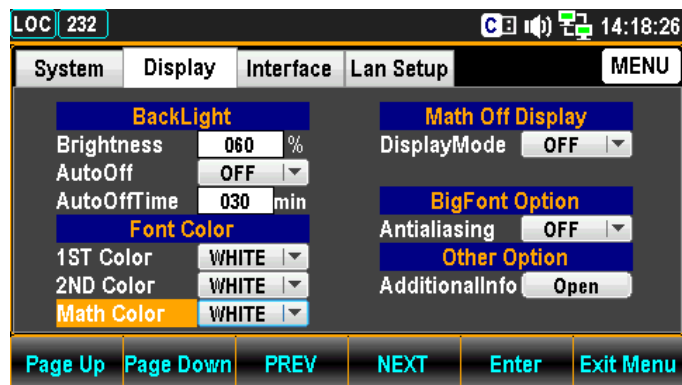 LOC 232 C 14:18:26
System Display Interface Lan Setup MENU
BackLight
Brightness 060 %
AutoOff OFF
AutoOffTime 030 min
Font Color
1ST Color WHITE
2ND Color WHITE
Math Color WHITE
Math Off Display
DisplayMode OFF
BigFont Option
Antialiasing OFF
Other Option
AdditionalInfo Open
Page Up Page Down PREV NEXT Enter Exit Menu